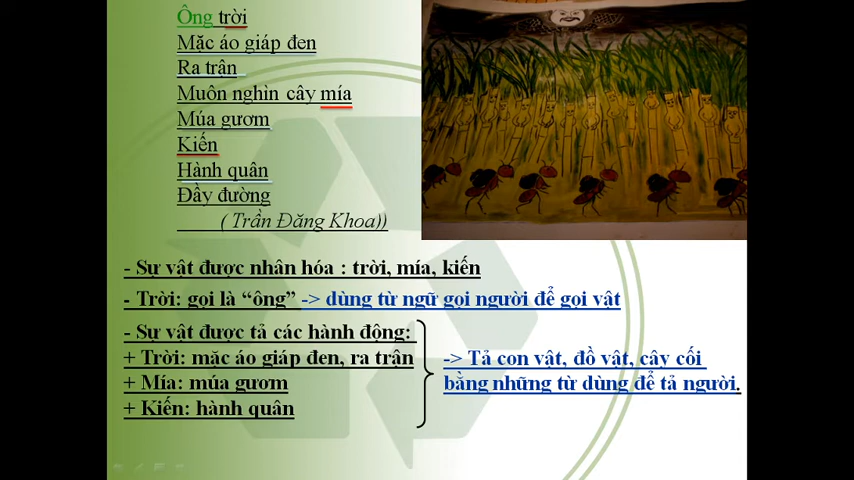 Ông trời
Mặc áo giáp đen
Ra trận
Muôn nghìn cây mía
Múa gươm
Kiến
Hành quân
Đầy đường
( Trần Đăng Khoa))
- Sự vật được nhân hóa : trời, mía, kiến
- Trời: gọi là “ông” -> dùng từ ngữ gọi người để gọi vật
- Sự vật được tả các hành động:
+ Trời: mặc áo giáp đen, ra trận
+ Mía: múa gươm
+ Kiến: hành quân
-> Tả con vật, đồ vật, cây cối
bằng những từ dùng để tả người.